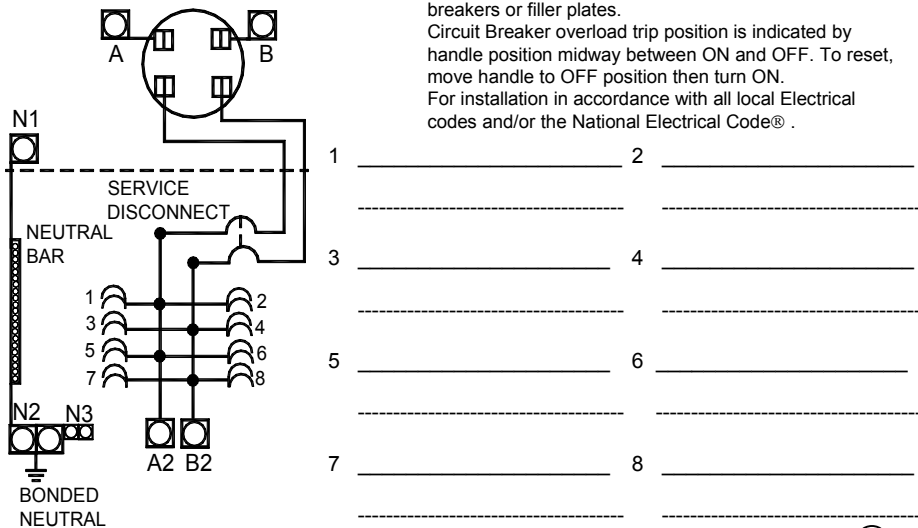 breakers or filler plates.
Circuit Breaker overload trip position is indicated by
handle position midway between ON and OFF. To reset,
move handle to OFF position then turn ON.
For installation in accordance with all local Electrical
codes and/or the National Electrical Code® .
A B
N1
SERVICE
DISCONNECT
NEUTRAL
BAR
1 2
3 4
5 6
7 8
N2 N3
A2 B2
BONDED
NEUTRAL
1 2
3 4
5 6
7 8